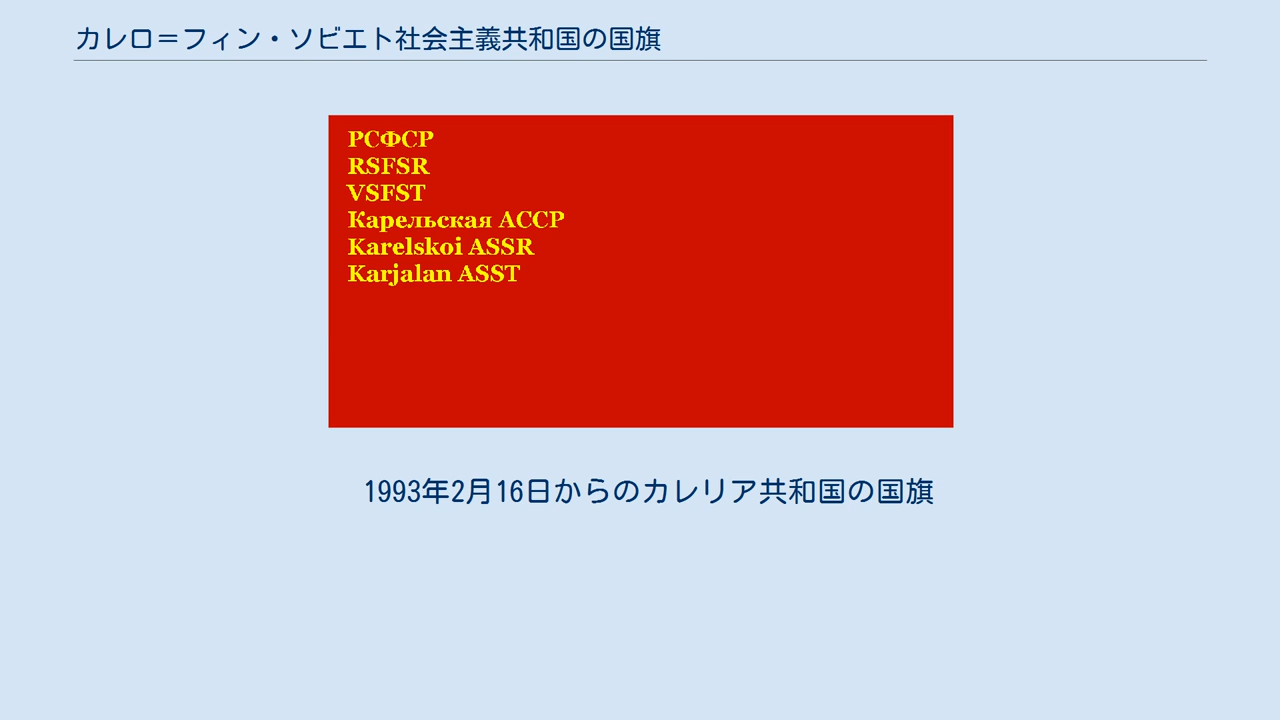 カレロ＝フィン・ソビエト社会主義共和国の国旗
РСФСР
RSFSR
VSFST
Карельская АССР
Karelskoi ASSR
Karjalan ASST
1993年2月16日からのカレリア共和国の国旗